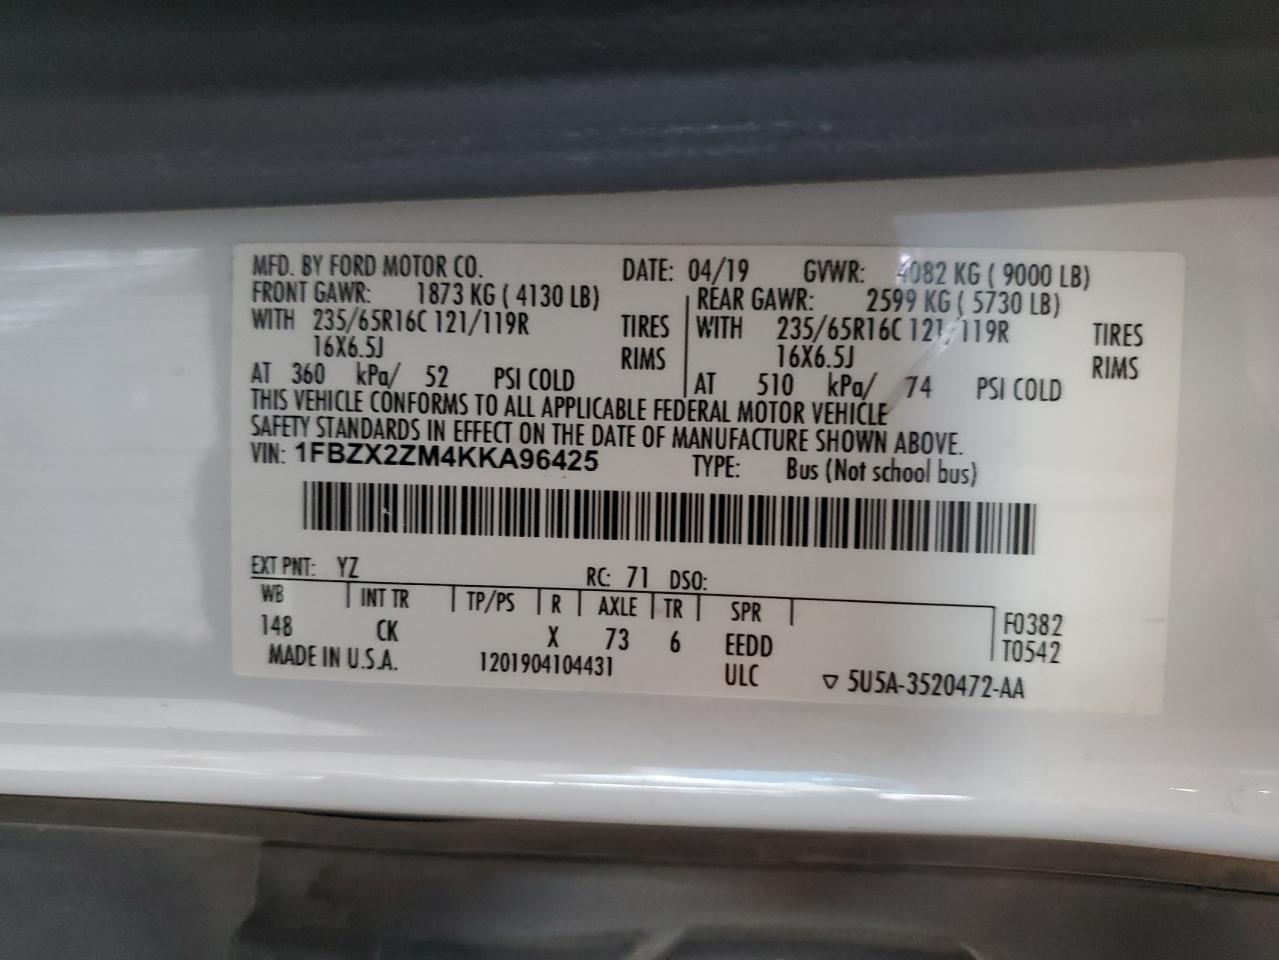 MFD. BY FORD MOTOR CO. DATE: 04/19 GVWR: 4082 KG ( 9000 LB)
FRONT GAWR: 1873 KG ( 4130 LB) REAR GAWR: 2599 KG ( 5730 LB)
WITH 235/65R16C 121/119R TIRES WITH 235/65R16C 121/119R TIRES
16X6.5J RIMS 16X6.5J RIMS
AT 360 kPa/ 52 PSI COLD AT 510 kPa/ 74 PSI COLD
THIS VEHICLE CONFORMS TO ALL APPLICABLE FEDERAL MOTOR VEHICLE
SAFETY STANDARDS IN EFFECT ON THE DATE OF MANUFACTURE SHOWN ABOVE.
VIN: 1FBZX2ZM4KKA96425 TYPE: Bus (Not school bus)
EXT PNT: YZ RC: 71 DSO:
WB INT TR TP/PS R AXLE TR SPR F0382
148 CK X 73 6 EEDD T0542
MADE IN U.S.A. 1201904104431 ULC ▽ 5U5A-3520472-AA